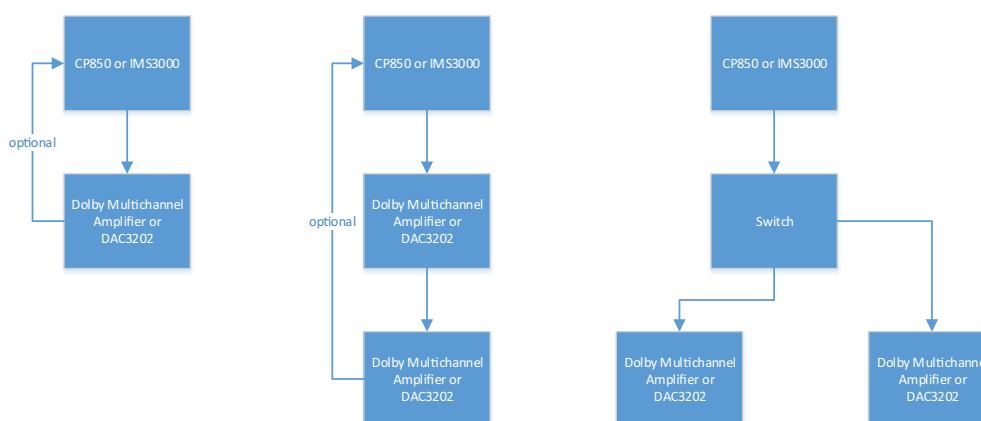 CP850 or IMS3000
optional
Dolby Multichannel
Amplifier or
DAC3202
CP850 or IMS3000
optional
Dolby Multichannel
Amplifier or
DAC3202
Dolby Multichannel
Amplifier or
DAC3202
CP850 or IMS3000
Switch
Dolby Multichannel
Amplifier or
DAC3202
Dolby Multichannel
Amplifier or
DAC3202